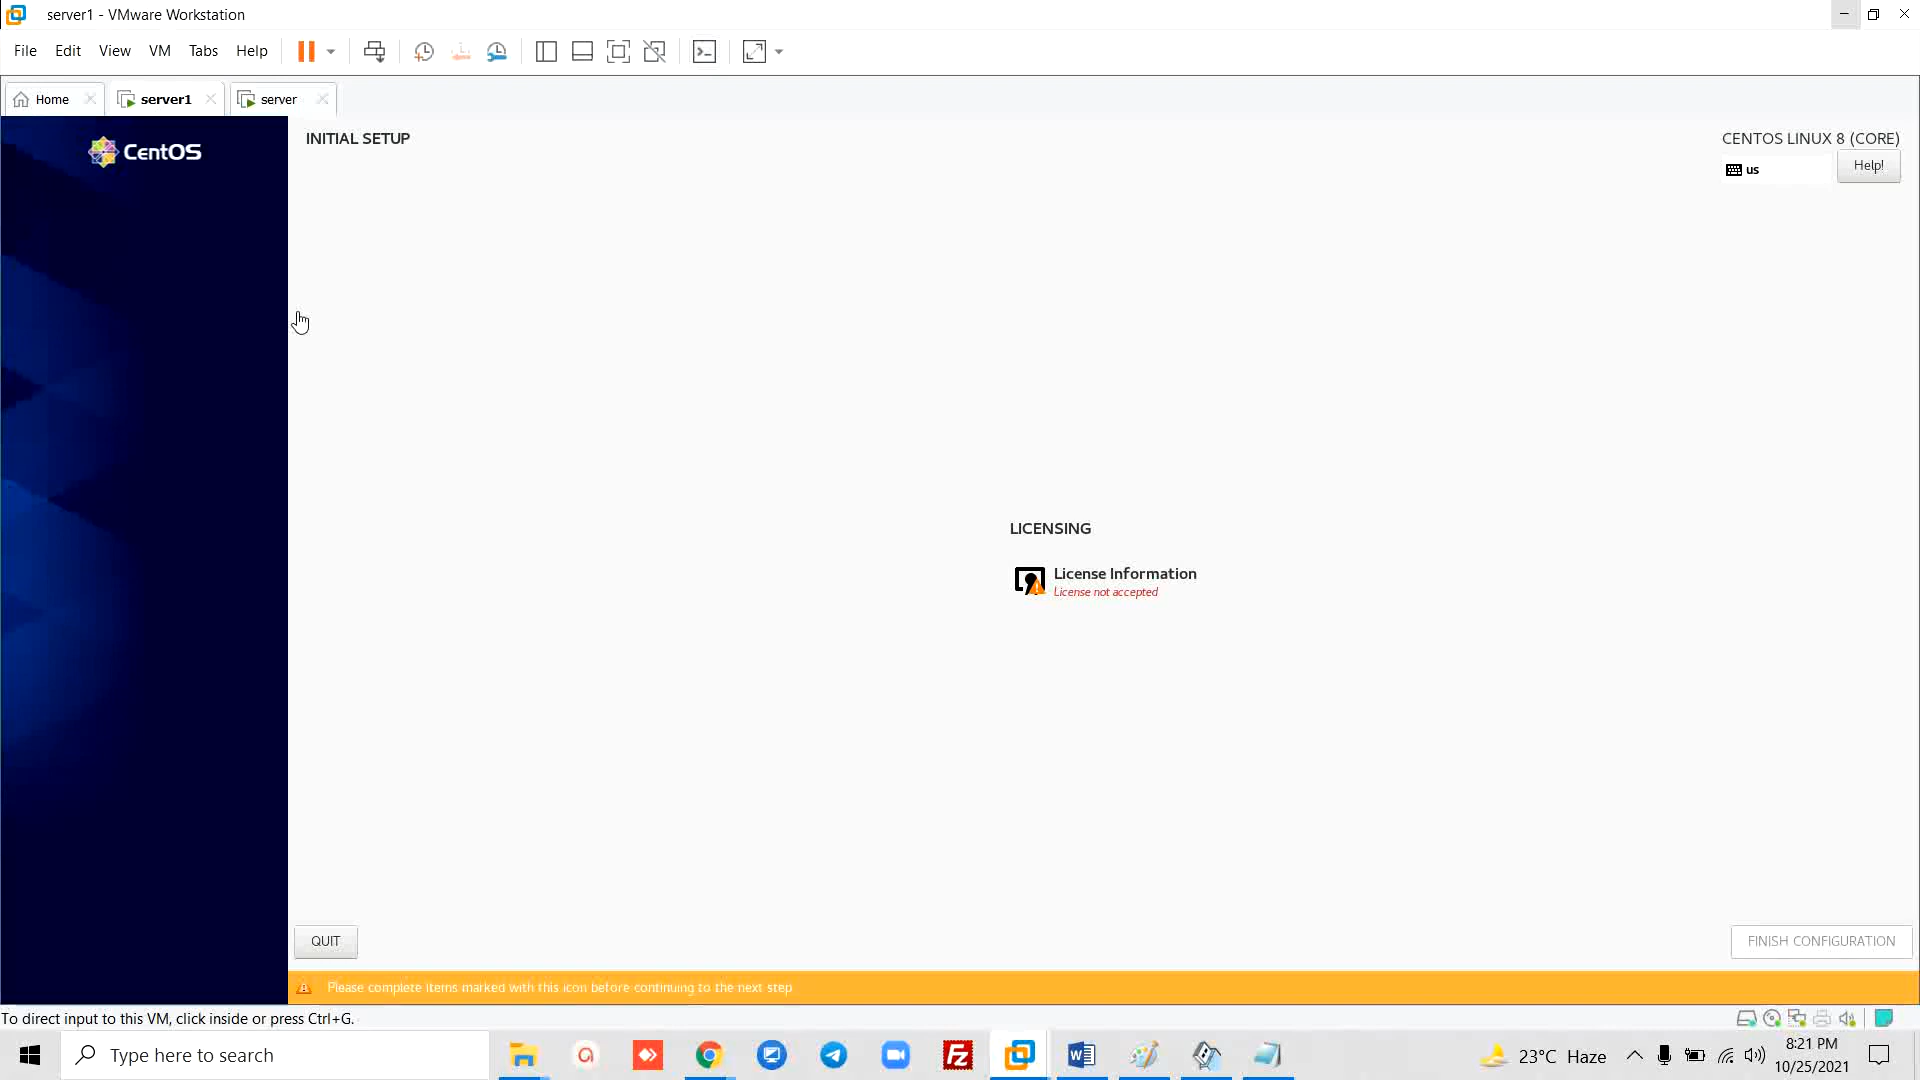 server1 - VMware Workstation
File Edit View VM Tabs Help
Home
server1
server
CentOS
INITIAL SETUP
CENTOS LINUX 8 (CORE)
us
Help!
LICENSING
License Information
License not accepted
QUIT
FINISH CONFIGURATION
Please complete items marked with this icon before continuing to the next step
To direct input to this VM, click inside or press Ctrl+G.
Type here to search
23°C Haze
8:21 PM
10/25/2021